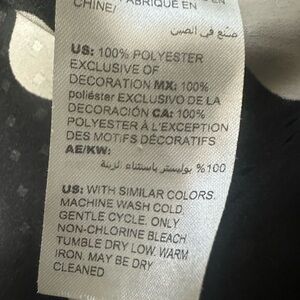 FABRIQUÉ EN
CHINE/
صنع في الصين
US: 100% POLYESTER
EXCLUSIVE OF
DECORATION MX: 100%
poliéster EXCLUSIVO DE LA
DECORACIÓN CA: 100%
POLYESTER À L'EXCEPTION
DES MOTIFS DÉCORATIFS
AE/KW:
%100 بوليستر باستثناء الزينة
US: WITH SIMILAR COLORS.
MACHINE WASH COLD.
GENTLE CYCLE. ONLY
NON-CHLORINE BLEACH.
TUMBLE DRY LOW. WARM
IRON. MAY BE DRY
CLEANED